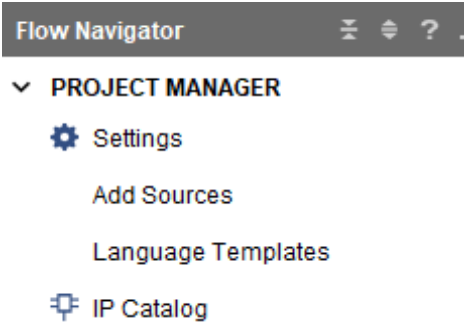 Flow Navigator ?
PROJECT MANAGER
Settings
Add Sources
Language Templates
IP Catalog